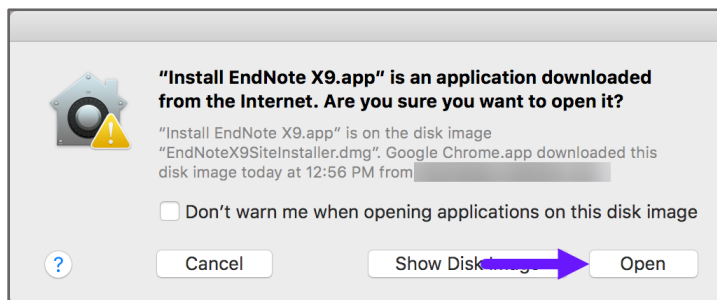 “Install EndNote X9.app” is an application downloaded
from the Internet. Are you sure you want to open it?
“Install EndNote X9.app” is on the disk image
“EndNoteX9SiteInstaller.dmg”. Google Chrome.app downloaded this
disk image today at 12:56 PM from
Don’t warn me when opening applications on this disk image
? Cancel Show Disk Open